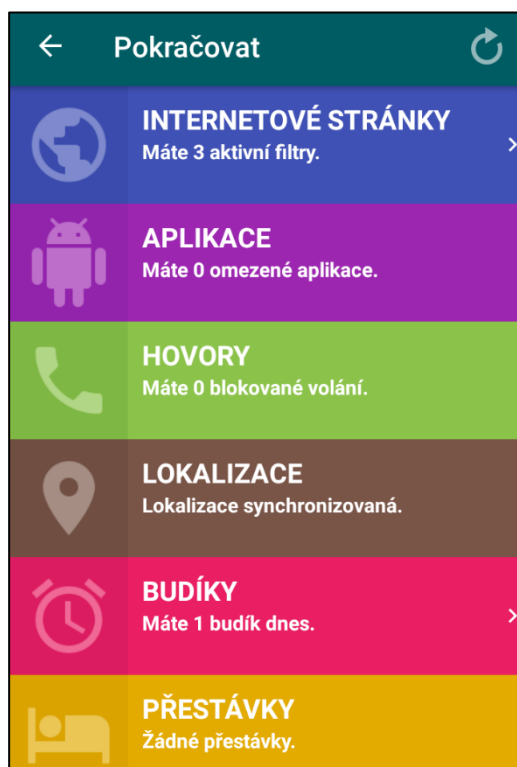 Pokračovat
INTERNETOVÉ STRÁNKY
Máte 3 aktivní filtry.
APLIKACE
Máte 0 omezené aplikace.
HOVORY
Máte 0 blokované volání.
LOKALIZACE
Lokalizace synchronizovaná.
BUDÍKY
Máte 1 budík dnes.
PŘESTÁVKY
Žádné přestávky.